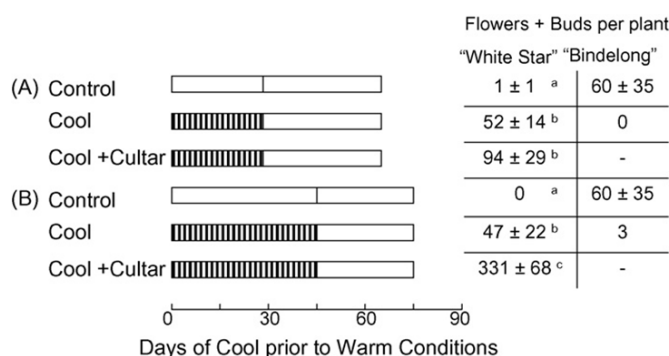 Flowers + Buds per plant
“White Star” “Bindelong”
(A) Control 1 ± 1 a 60 ± 35
Cool 52 ± 14 b 0
Cool +Cultar 94 ± 29 b -
(B) Control 0 a 60 ± 35
Cool 47 ± 22 b 3
Cool +Cultar 331 ± 68 c -
0 30 60 90
Days of Cool prior to Warm Conditions